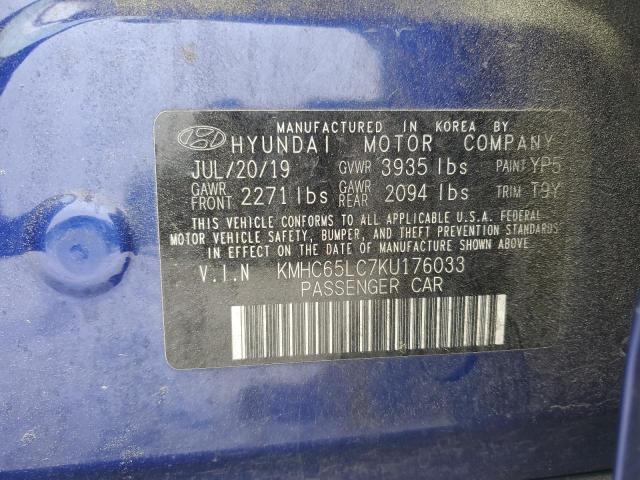 MANUFACTURED IN KOREA BY
HYUNDAI MOTOR COMPANY
JUL/20/19 GVWR 3935 lbs PAINT YP5
GAWR FRONT 2271 lbs GAWR REAR 2094 lbs TRIM T9Y
THIS VEHICLE CONFORMS TO ALL APPLICABLE U.S.A. FEDERAL
MOTOR VEHICLE SAFETY, BUMPER, AND THEFT PREVENTION STANDARDS
IN EFFECT ON THE DATE OF MANUFACTURE SHOWN ABOVE
V.I.N KMHC65LC7KU176033
PASSENGER CAR